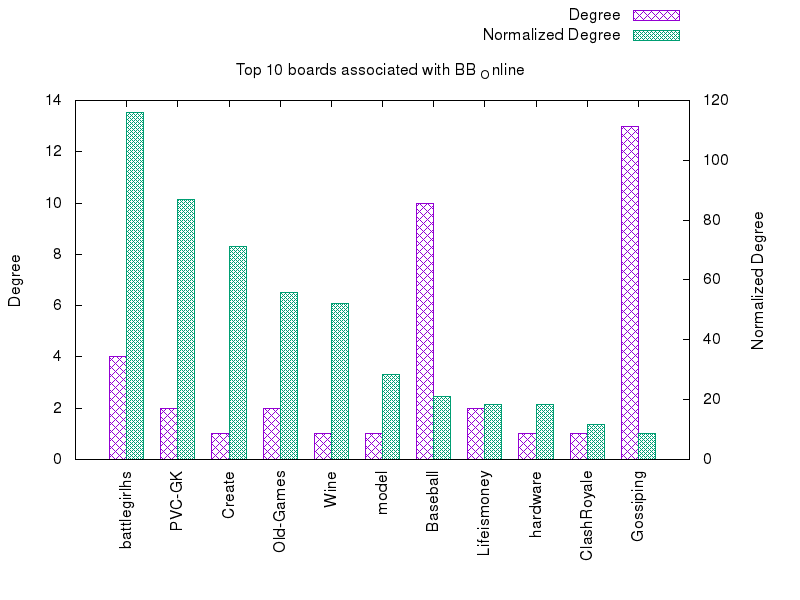 Degree
Normalized Degree
Top 10 boards associated with BB_Online
14
12
10
8
6
4
2
0
120
100
80
60
40
20
0
Degree
Normalized Degree
battlegirlhs
PVC-GK
Create
Old-Games
Wine
model
Baseball
Lifeismoney
hardware
ClashRoyale
Gossiping